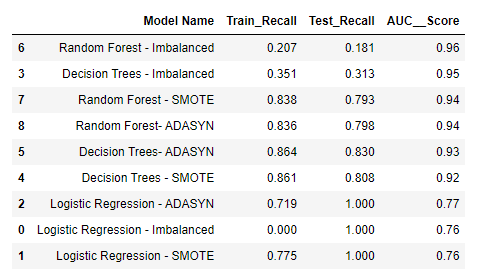 Model Name Train_Recall Test_Recall AUC__Score
6 Random Forest - Imbalanced 0.207 0.181 0.96
3 Decision Trees - Imbalanced 0.351 0.313 0.95
7 Random Forest - SMOTE 0.838 0.793 0.94
8 Random Forest- ADASYN 0.836 0.798 0.94
5 Decision Trees- ADASYN 0.864 0.830 0.93
4 Decision Trees - SMOTE 0.861 0.808 0.92
2 Logistic Regression - ADASYN 0.719 1.000 0.77
0 Logistic Regression - Imbalanced 0.000 1.000 0.76
1 Logistic Regression - SMOTE 0.775 1.000 0.76